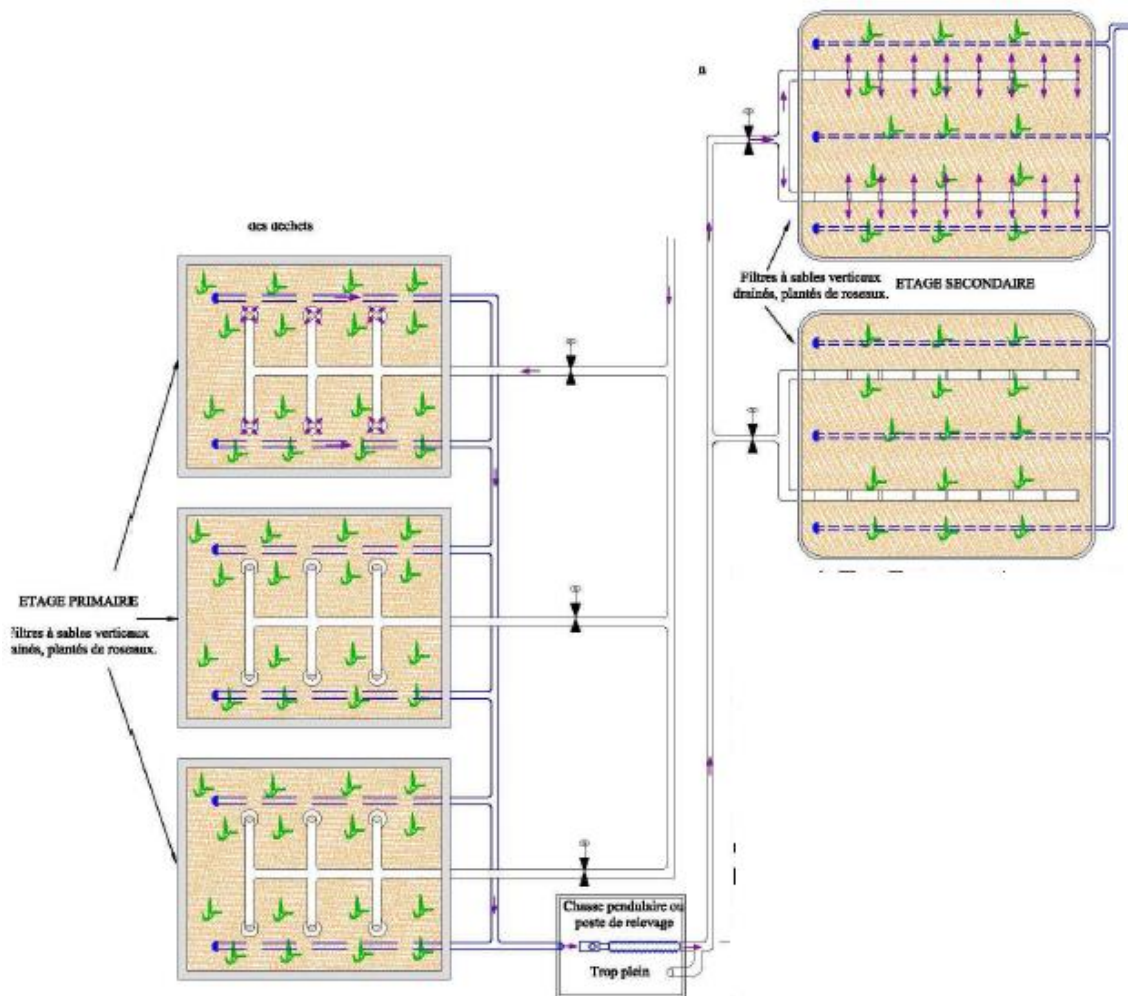 n
des déchets
Filtres à sables verticaux
drainés, plantés de roseaux.
ETAGE SECONDAIRE
ETAGE PRIMAIRIE
iltres à sables verticaux
ainés, plantés de roseaux.
Chasse pendulaire ou
poste de relevage
Trop plein